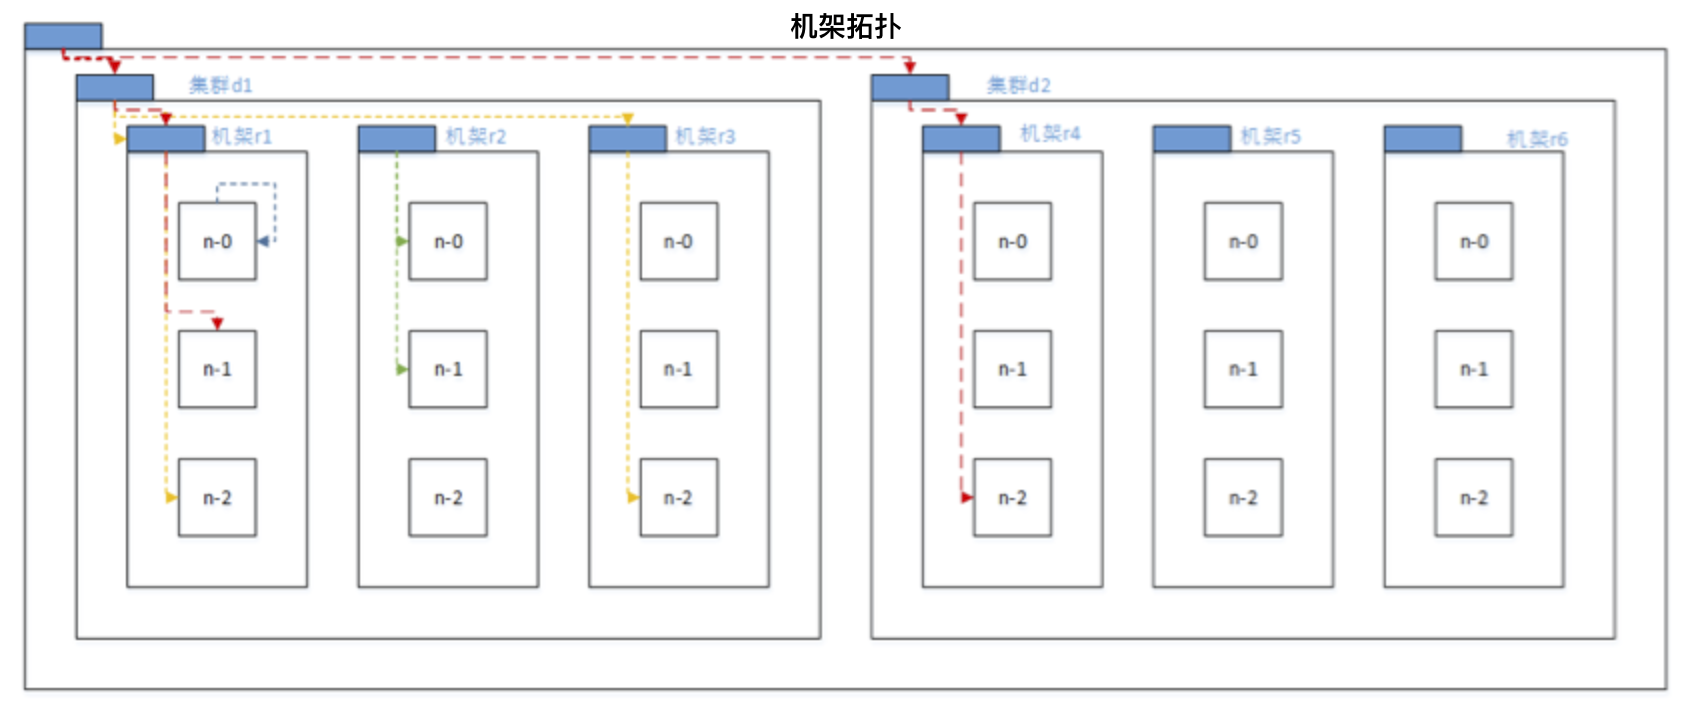 机架拓扑
集群d1
集群d2
机架r1
机架r2
机架r3
机架r4
机架r5
机架r6
n-0
n-0
n-0
n-0
n-0
n-0
n-1
n-1
n-1
n-1
n-1
n-1
n-2
n-2
n-2
n-2
n-2
n-2